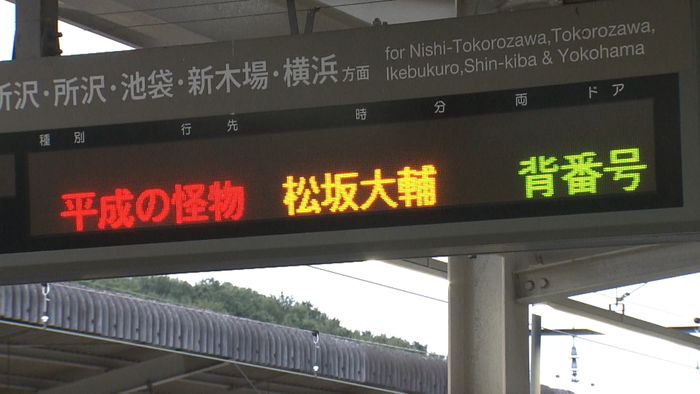 for Nishi-Tokorozawa,Tokorozawa,
Ikebukuro,Shin-kiba & Yokohama
所沢・所沢・池袋・新木場・横浜方面
種別 行先 時 分 両 ドア
平成の怪物 松坂大輔 背番号